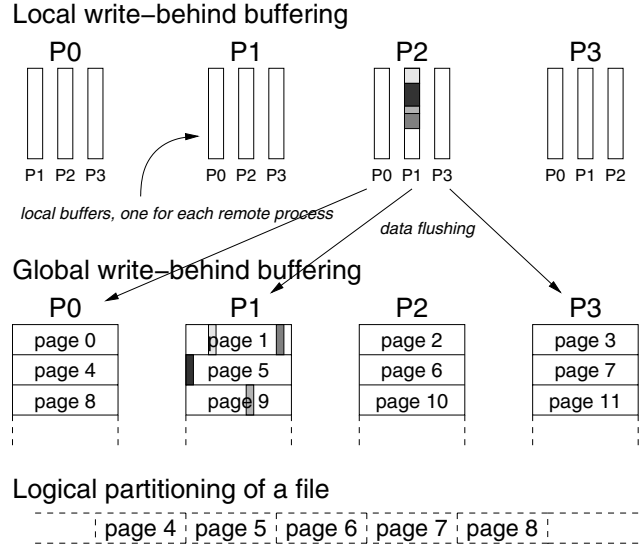 Local write–behind buffering
P0 P1 P2 P3
P1 P2 P3 P0 P2 P3 P0 P1 P3 P0 P1 P2
local buffers, one for each remote process
data flushing
Global write–behind buffering
P0 P1 P2 P3
page 0 page 1 page 2 page 3
page 4 page 5 page 6 page 7
page 8 page 9 page 10 page 11
Logical partitioning of a file
page 4 page 5 page 6 page 7 page 8